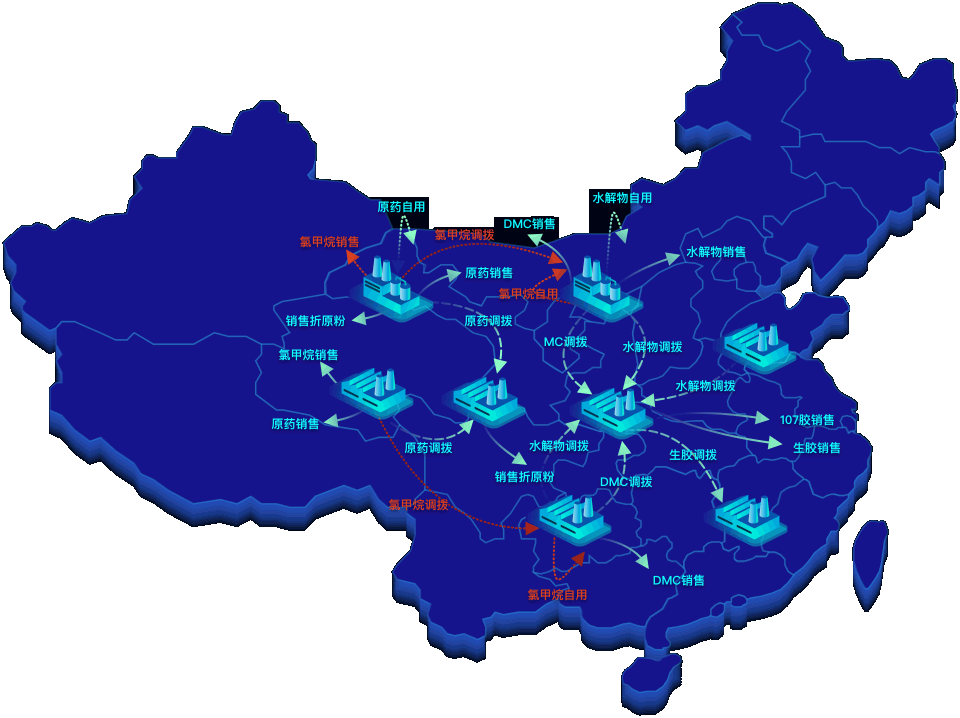 水解物自用
原药自用
DMC销售
氯甲烷调拨
氯甲烷销售
水解物销售
原药销售
氯甲烷自用
销售折原粉
原药调拨
MC调拨
水解物调拨
氯甲烷销售
水解物调拨
107胶销售
原药销售
原药调拨
水解物调拨
生胶销售
生胶调拨
销售折原粉
DMC调拨
氯甲烷调拨
DMC销售
氯甲烷自用